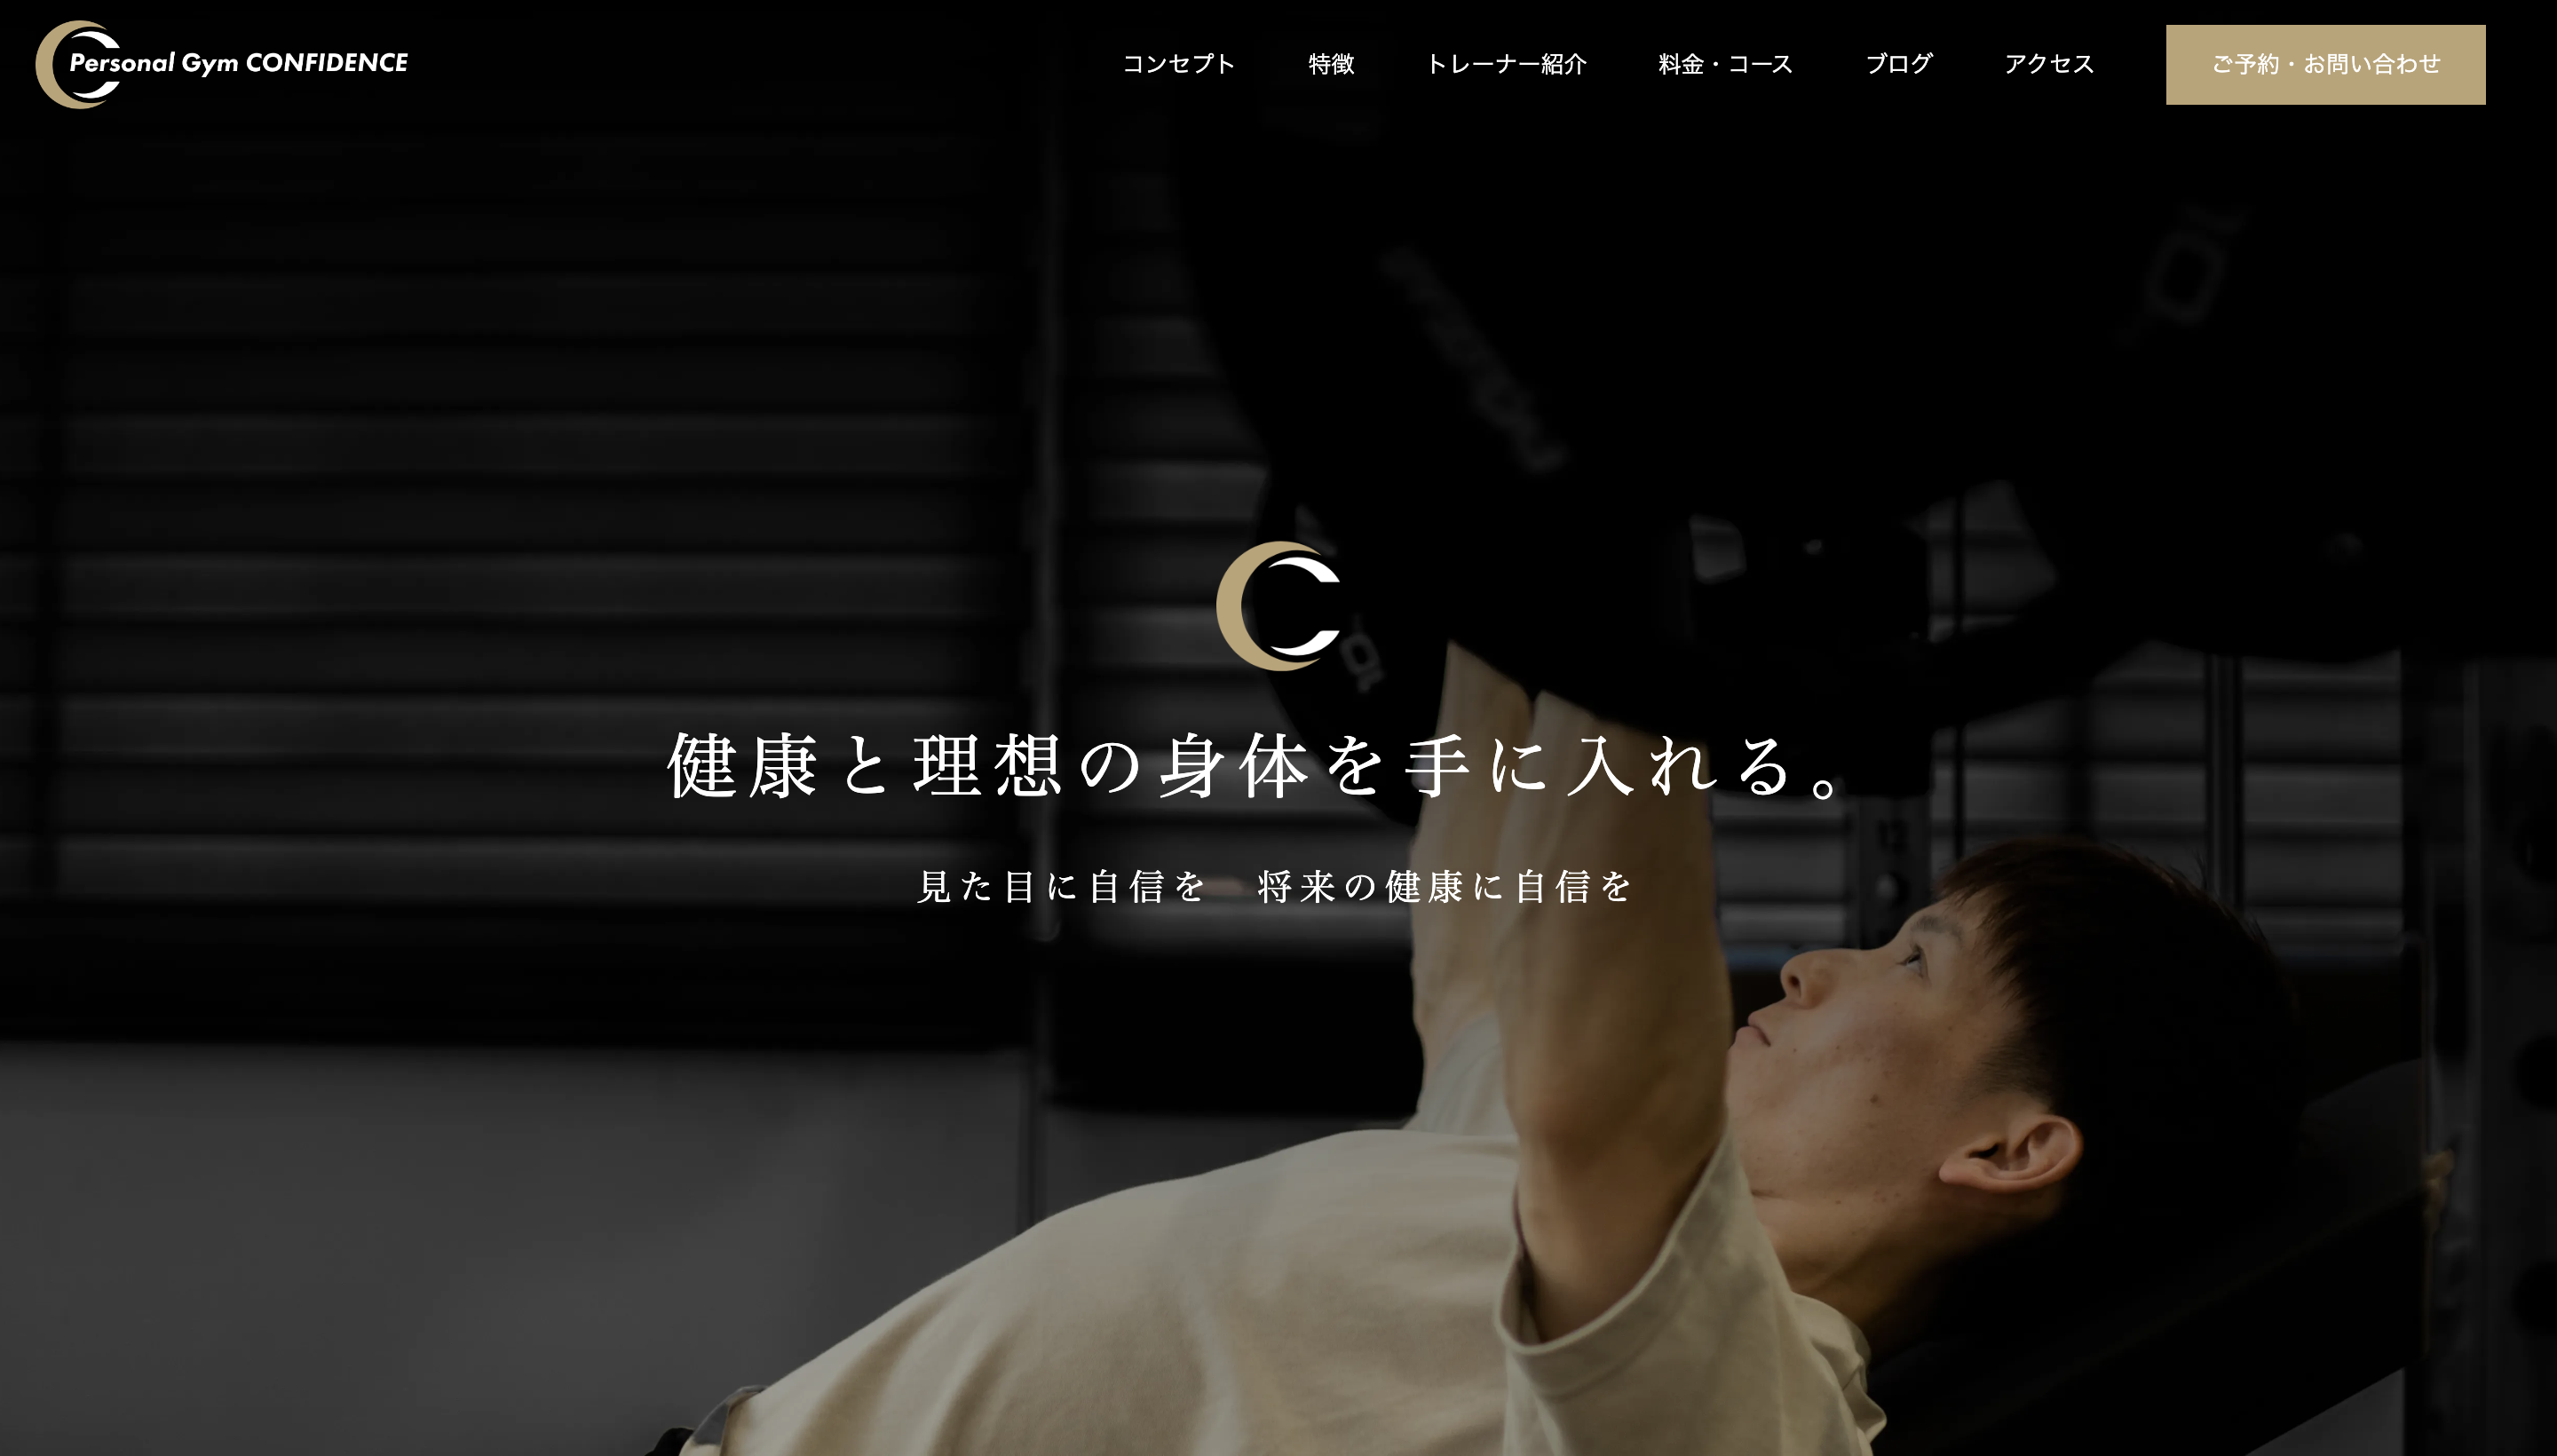 Personal Gym CONFIDENCE
コンセプト
特徴
トレーナー紹介
料金・コース
ブログ
アクセス
ご予約・お問い合わせ
健康と理想の身体を手に入れる。
見た目に自信を　将来の健康に自信を